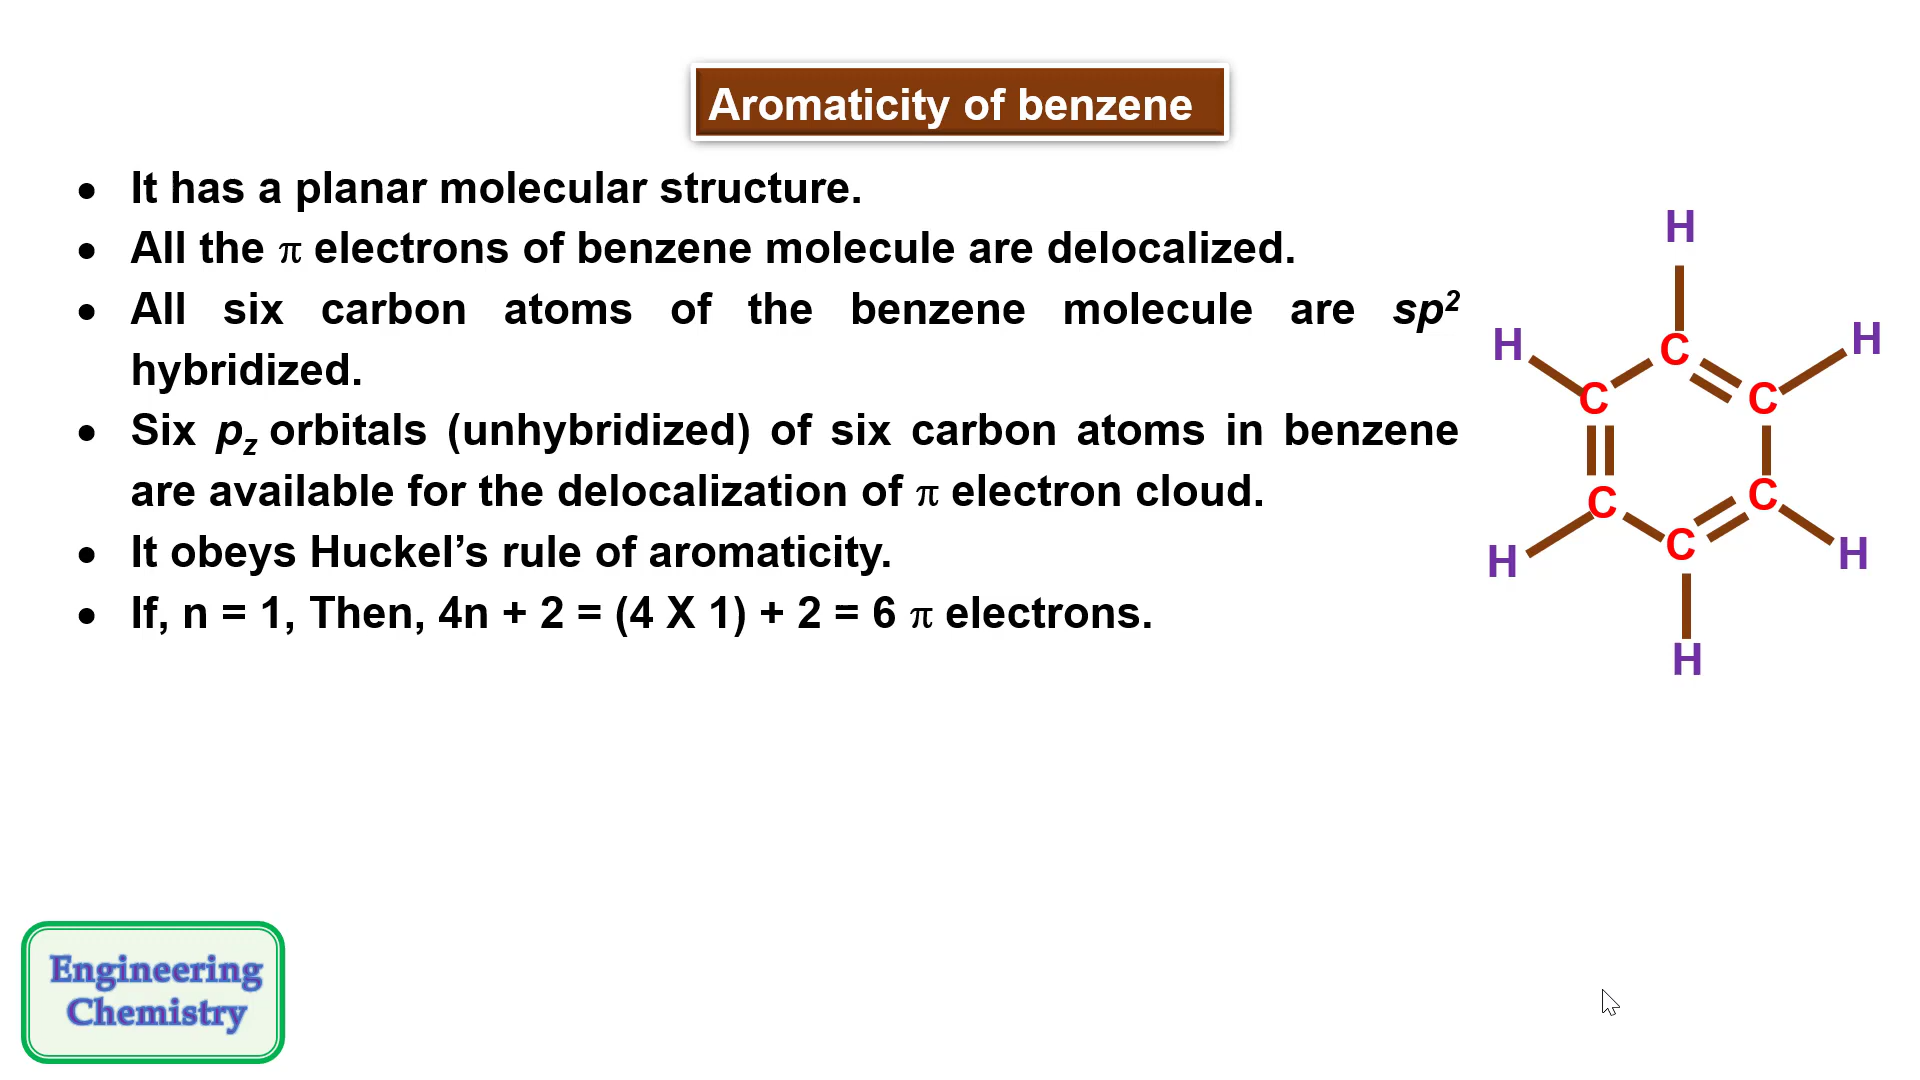 Aromaticity of benzene
• It has a planar molecular structure.
• All the π electrons of benzene molecule are delocalized.
• All six carbon atoms of the benzene molecule are sp²
hybridized.
• Six pz orbitals (unhybridized) of six carbon atoms in benzene
are available for the delocalization of π electron cloud.
• It obeys Huckel’s rule of aromaticity.
• If, n = 1, Then, 4n + 2 = (4 X 1) + 2 = 6 π electrons.
H
H H
C
C C
C C
C
H H
H
Engineering
Chemistry